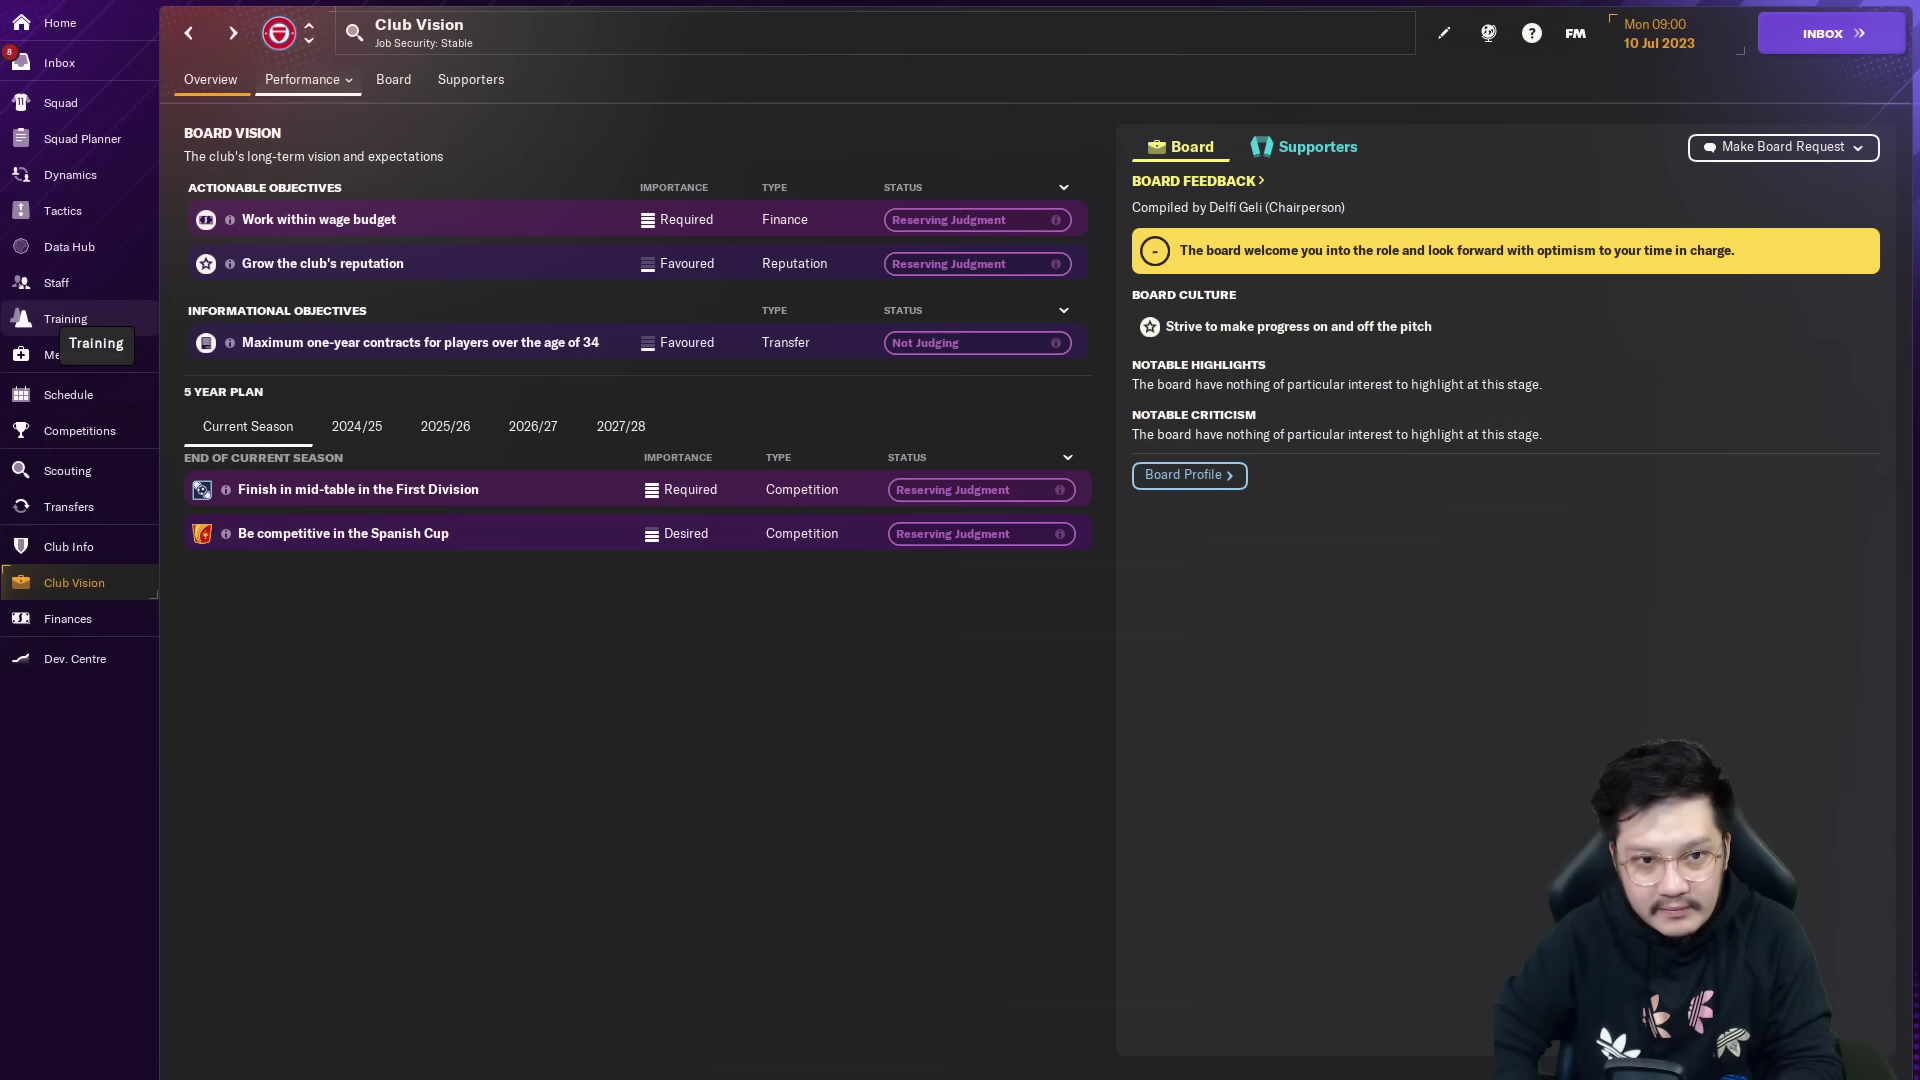 Home
8
Inbox
Squad
Squad Planner
Dynamics
Tactics
Data Hub
Staff
Training
Training
Me
Schedule
Competitions
Scouting
Transfers
Club Info
Club Vision
Finances
Dev. Centre
Club Vision
Job Security: Stable
FM
Mon 09:00
10 Jul 2023
INBOX
Overview
Performance
Board
Supporters
BOARD VISION
The club's long-term vision and expectations
ACTIONABLE OBJECTIVES IMPORTANCE TYPE STATUS
Work within wage budget Required Finance Reserving Judgment
Grow the club's reputation Favoured Reputation Reserving Judgment
INFORMATIONAL OBJECTIVES TYPE STATUS
Maximum one-year contracts for players over the age of 34 Favoured Transfer Not Judging
5 YEAR PLAN
Current Season 2024/25 2025/26 2026/27 2027/28
END OF CURRENT SEASON IMPORTANCE TYPE STATUS
Finish in mid-table in the First Division Required Competition Reserving Judgment
Be competitive in the Spanish Cup Desired Competition Reserving Judgment
Board
Supporters
Make Board Request
BOARD FEEDBACK
Compiled by Delfí Geli (Chairperson)
The board welcome you into the role and look forward with optimism to your time in charge.
BOARD CULTURE
Strive to make progress on and off the pitch
NOTABLE HIGHLIGHTS
The board have nothing of particular interest to highlight at this stage.
NOTABLE CRITICISM
The board have nothing of particular interest to highlight at this stage.
Board Profile